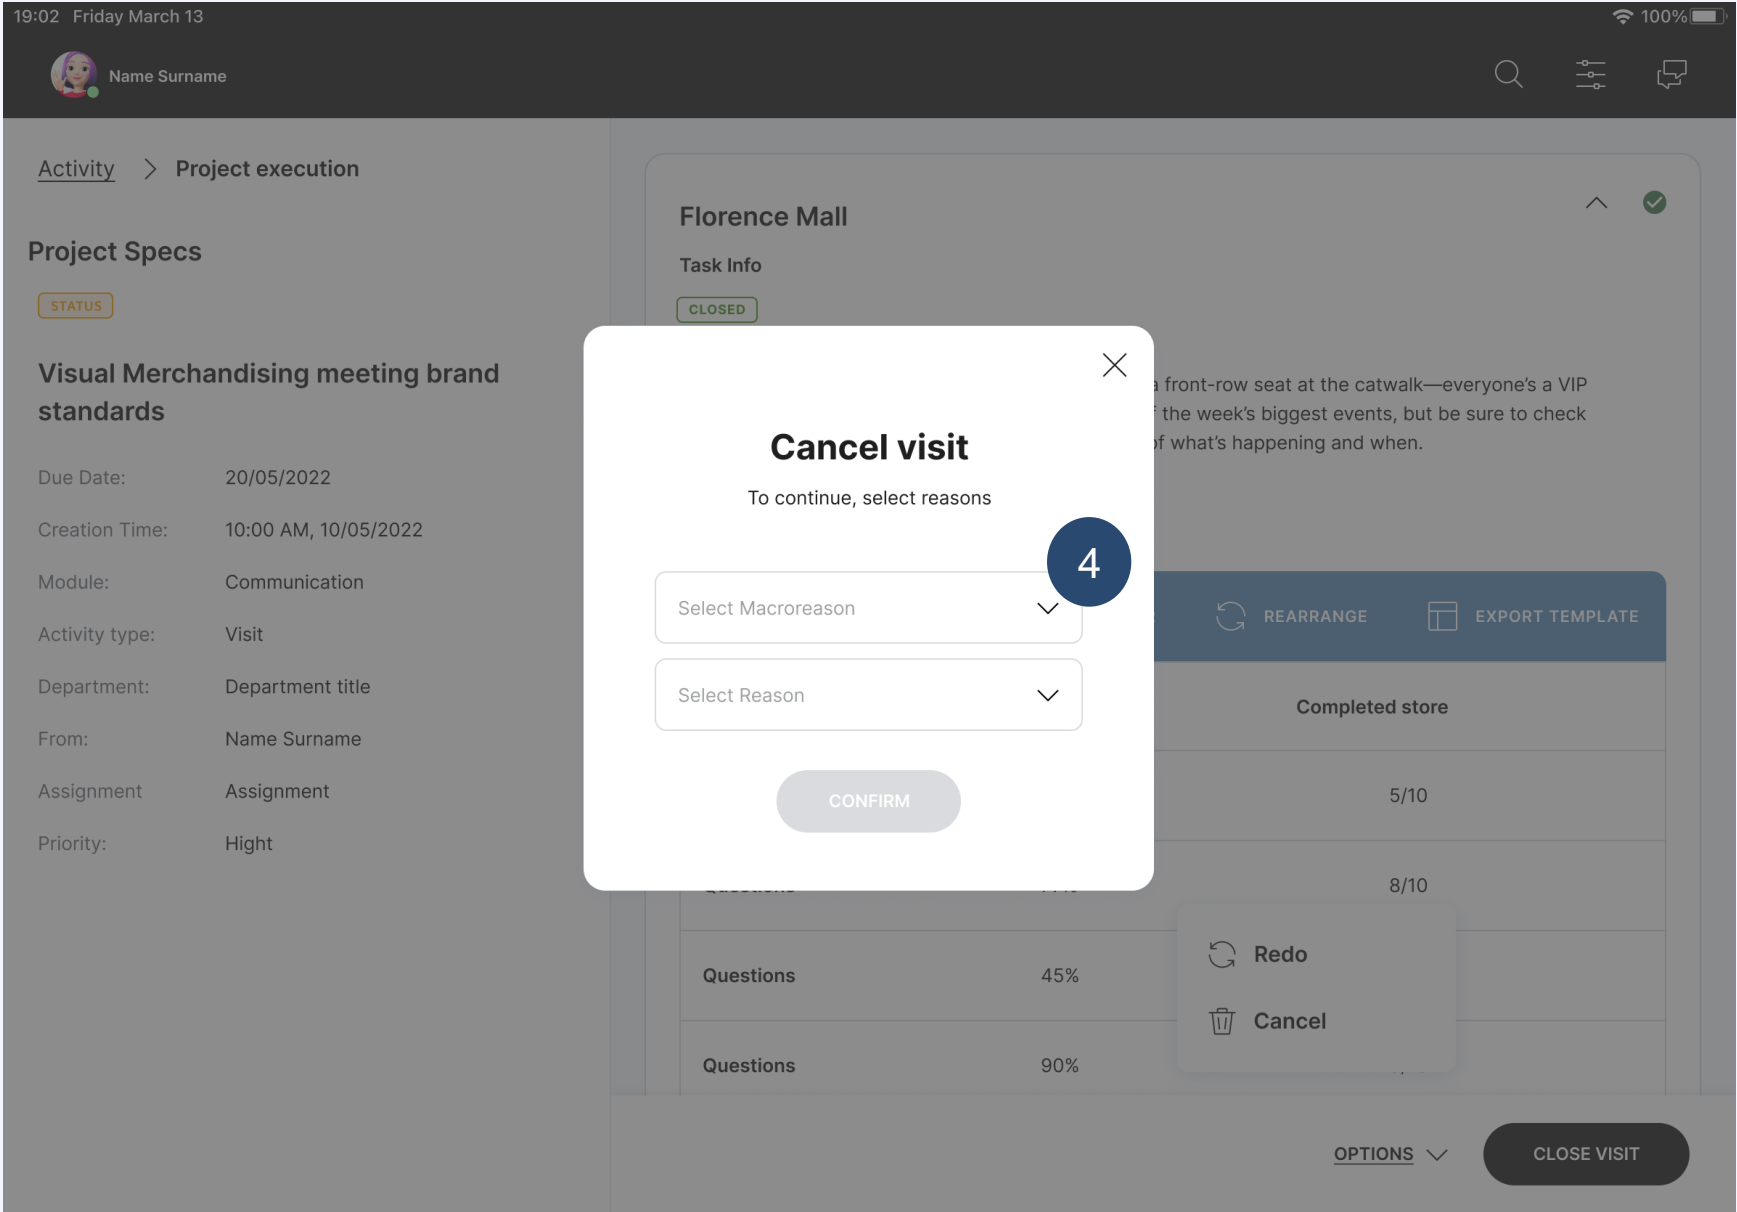 19:02 Friday March 13
100%
Name Surname
Activity
Project execution
Project Specs
STATUS
Visual Merchandising meeting brand
standards
Due Date: 20/05/2022
Creation Time: 10:00 AM, 10/05/2022
Module: Communication
Activity type: Visit
Department: Department title
From: Name Surname
Assignment Assignment
Priority: Hight
Florence Mall
Task Info
CLOSED
front-row seat at the catwalk—everyone’s a VIP
the week’s biggest events, but be sure to check
of what’s happening and when.
REARRANGE
EXPORT TEMPLATE
Completed store
5/10
8/10
Questions 45%
Questions 90%
Cancel visit
To continue, select reasons
4
Select Macroreason
Select Reason
CONFIRM
Redo
Cancel
OPTIONS
CLOSE VISIT